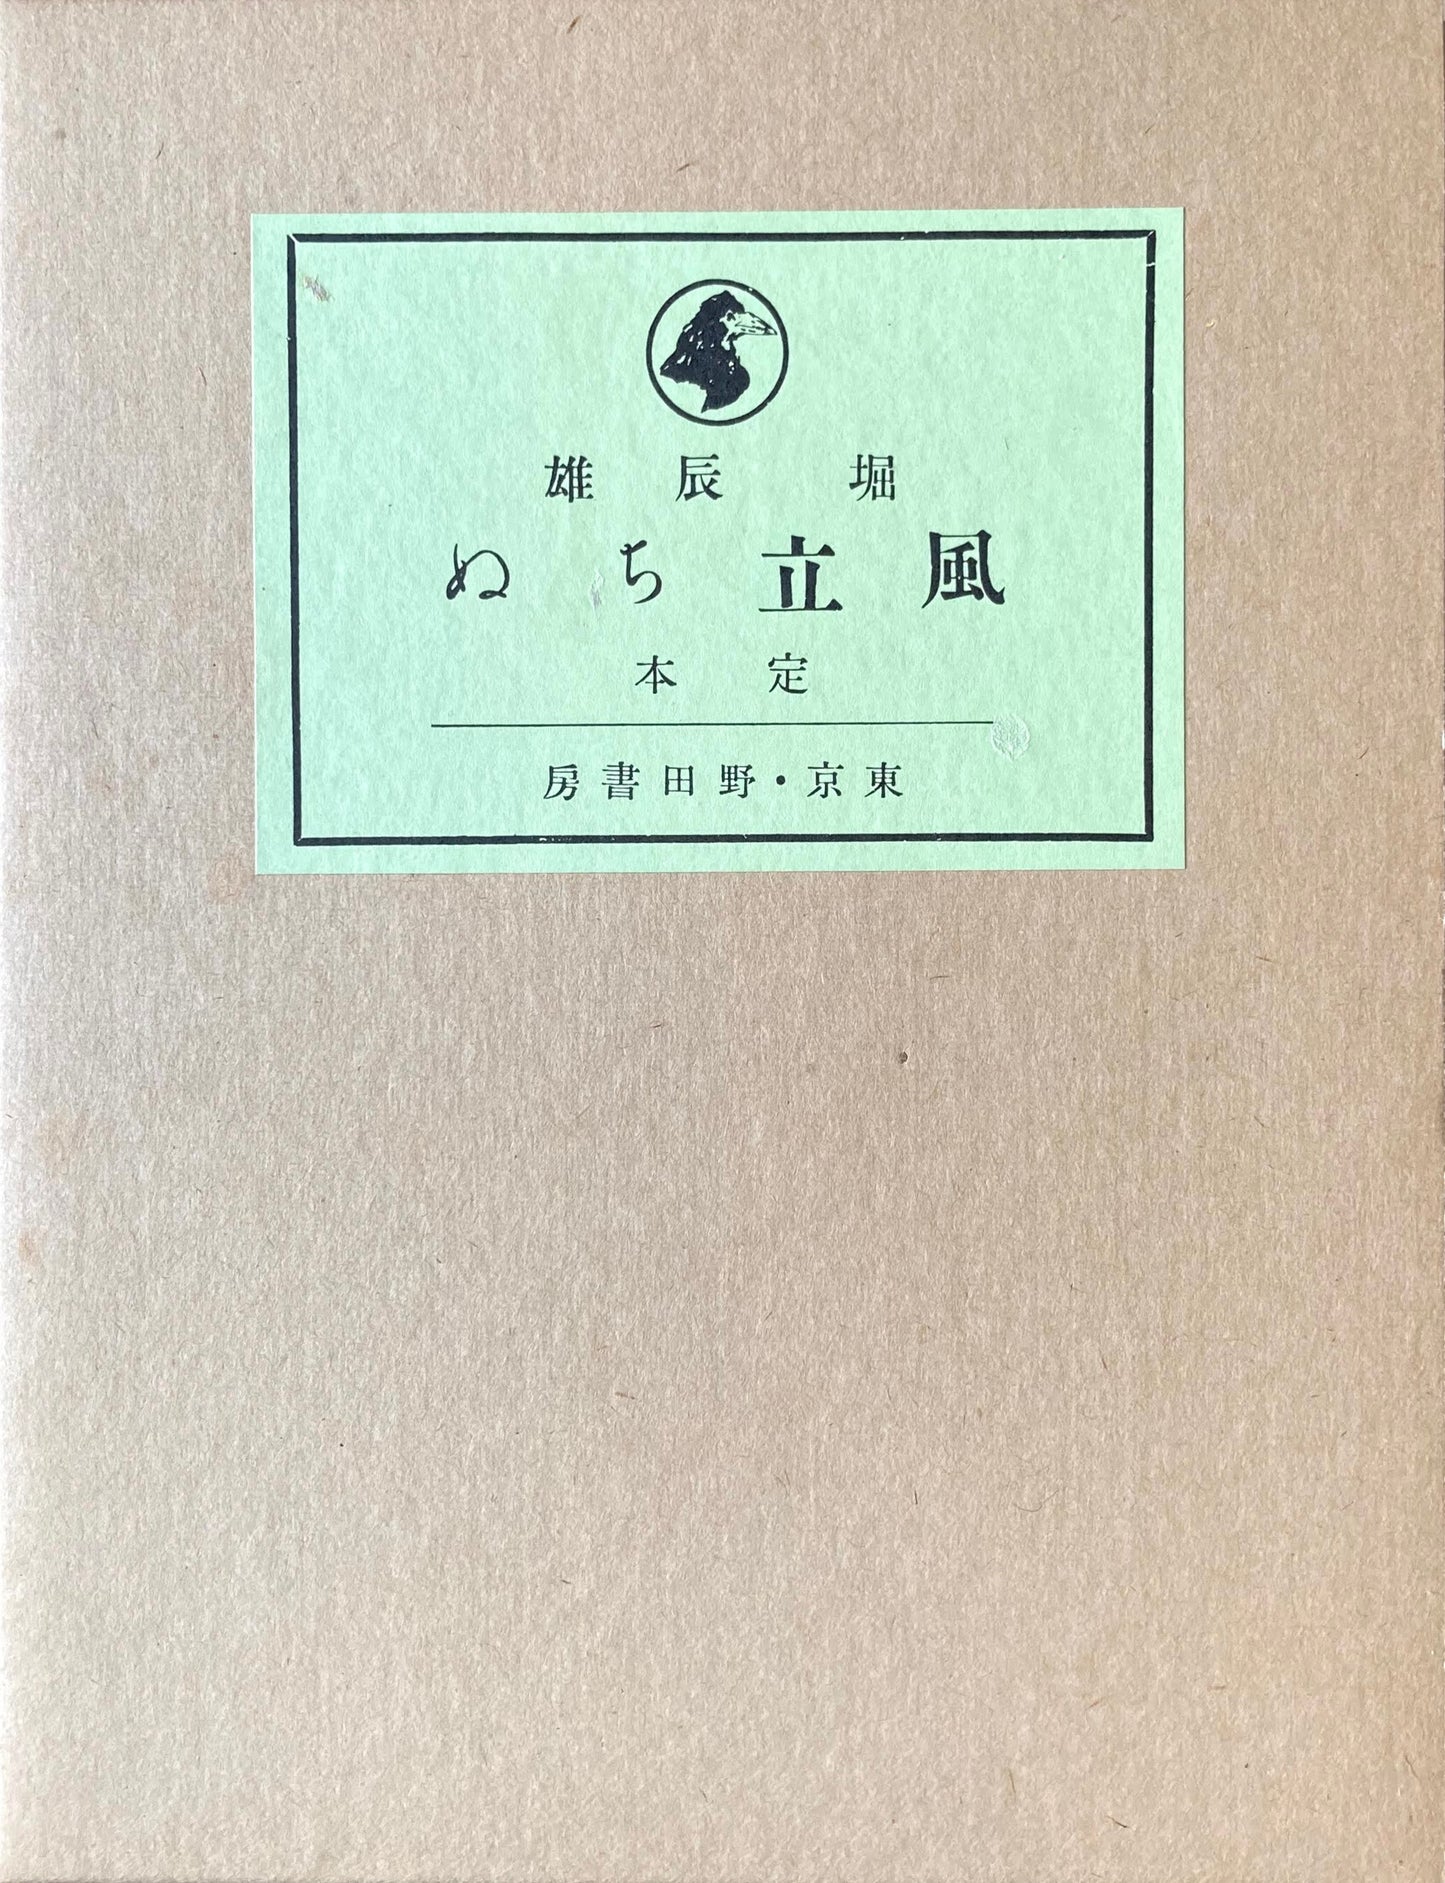 堀辰雄
風立ちぬ
定本
東京・野田書房